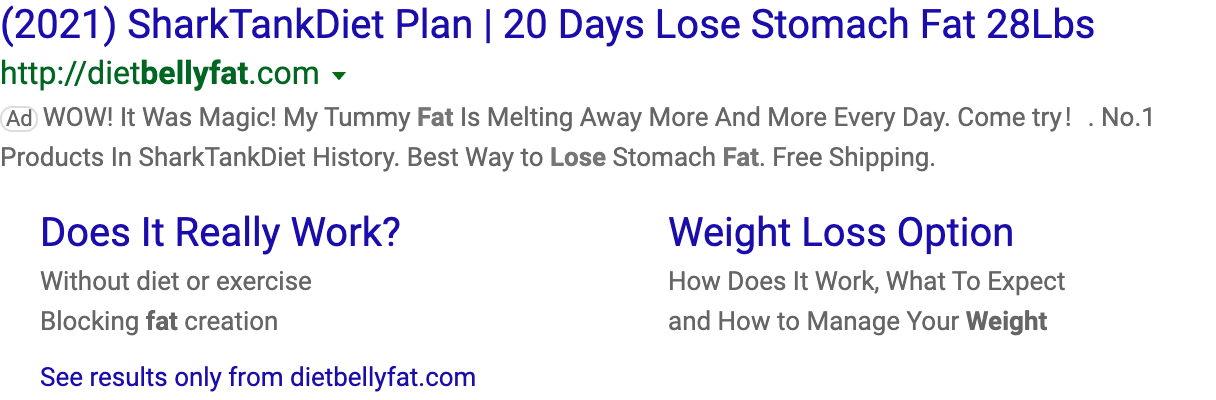 (2021) SharkTankDiet Plan | 20 Days Lose Stomach Fat 28Lbs
http://dietbellyfat.com
Ad WOW! It Was Magic! My Tummy Fat Is Melting Away More And More Every Day. Come try！ . No.1
Products In SharkTankDiet History. Best Way to Lose Stomach Fat. Free Shipping.
Does It Really Work?
Without diet or exercise
Blocking fat creation
Weight Loss Option
How Does It Work, What To Expect
and How to Manage Your Weight
See results only from dietbellyfat.com